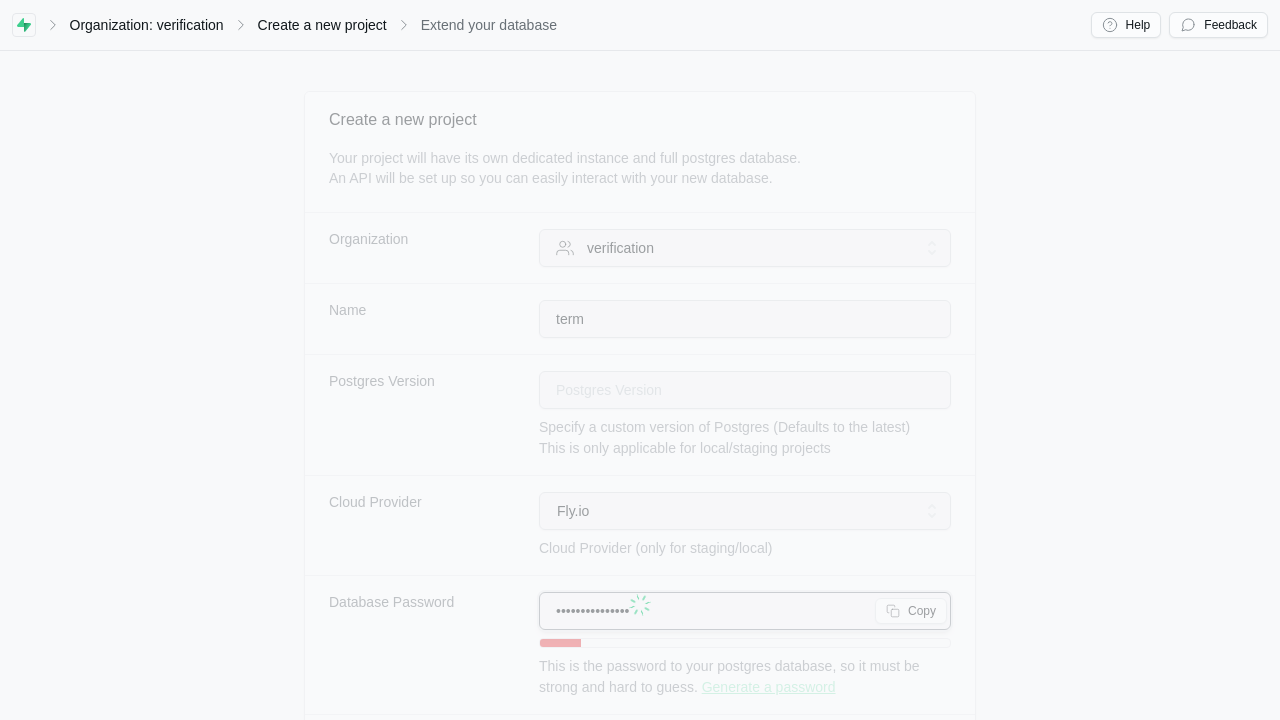 Organization: verification
Create a new project
Extend your database
Help
Feedback
Create a new project
Your project will have its own dedicated instance and full postgres database.
An API will be set up so you can easily interact with your new database.
Organization
verification
Name
term
Postgres Version
Postgres Version
Specify a custom version of Postgres (Defaults to the latest)
This is only applicable for local/staging projects
Cloud Provider
Fly.io
Cloud Provider (only for staging/local)
Database Password
•••••••••••••••
Copy
This is the password to your postgres database, so it must be
strong and hard to guess. Generate a password